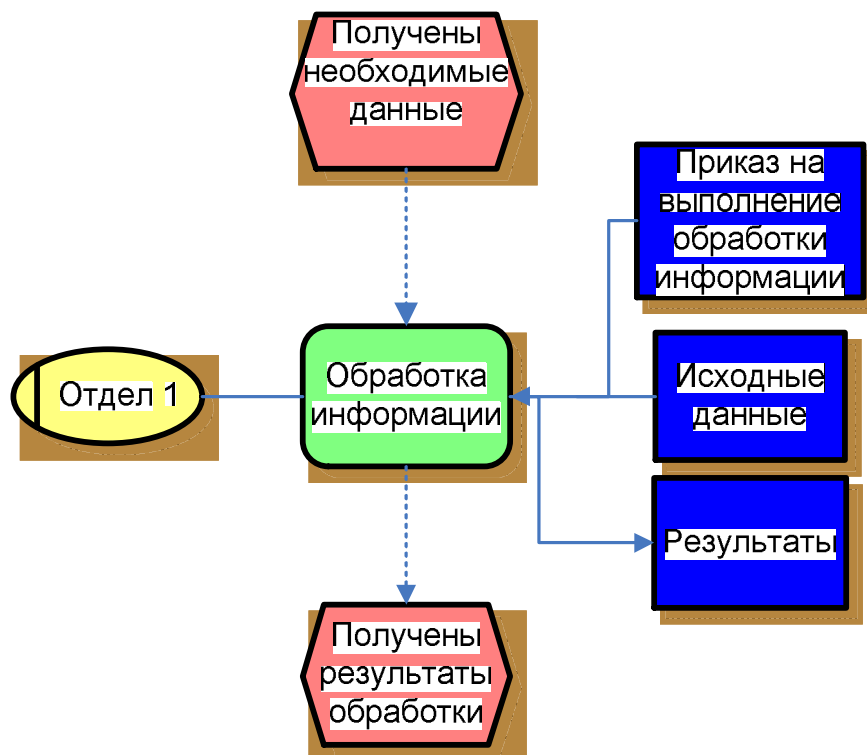 Получены
необходимые
данные
Приказ на
выполнение
обработки
информации
Отдел 1
Обработка
информации
Исходные
данные
Результаты
Получены
результаты
обработки